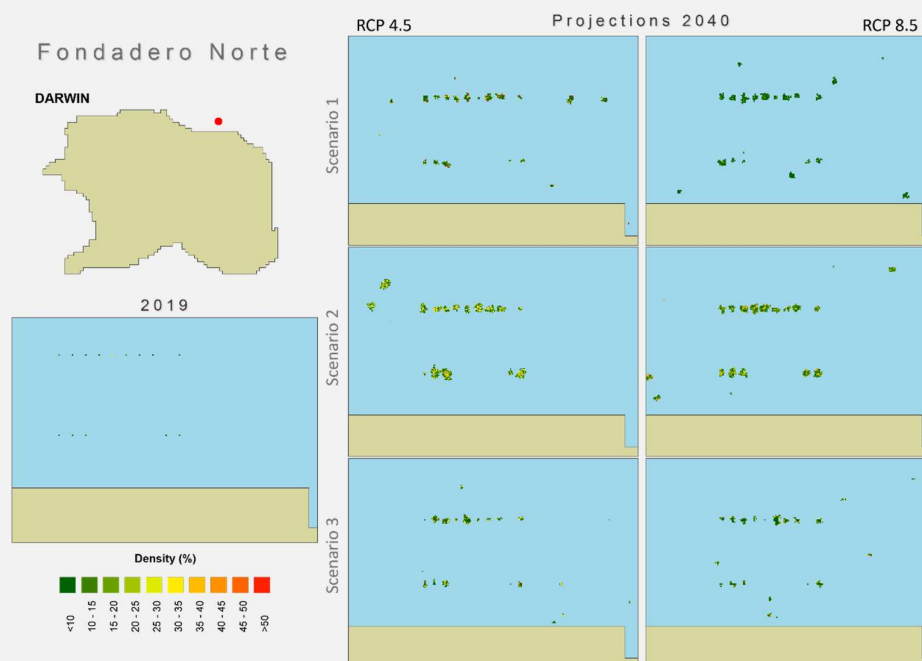 Fondadero Norte
DARWIN
2019
Density (%)
<10
10 - 15
15 - 20
20 - 25
25 - 30
30 - 35
35 - 40
40 - 45
45 - 50
>50
Projections 2040
RCP 4.5
RCP 8.5
Scenario 1
Scenario 2
Scenario 3